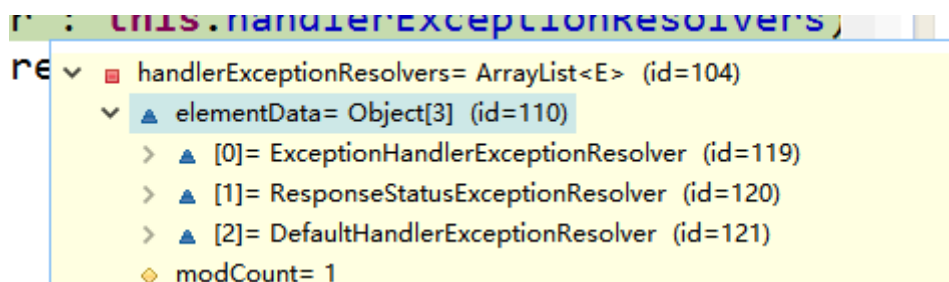 r : this.handlerExceptionResolvers)
re
handlerExceptionResolvers= ArrayList<E> (id=104)
elementData= Object[3] (id=110)
[0]= ExceptionHandlerExceptionResolver (id=119)
[1]= ResponseStatusExceptionResolver (id=120)
[2]= DefaultHandlerExceptionResolver (id=121)
modCount= 1